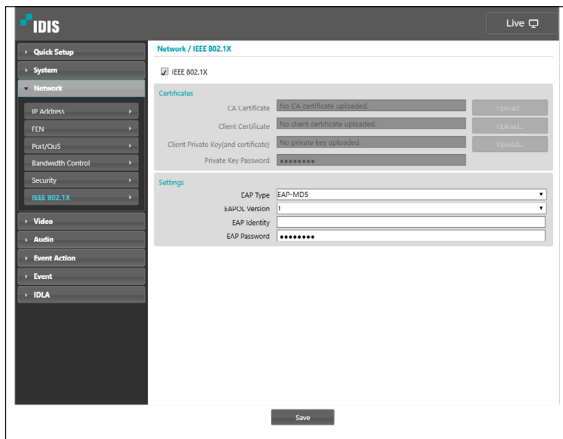 IDIS
Live
Quick Setup
System
Network
IP Address
FEN
Port/QoS
Bandwidth Control
Security
IEEE 802.1X
Video
Audio
Event Action
Event
IDLA
Network / IEEE 802.1X
IEEE 802.1X
Certificates
CA Certificate No CA certificate uploaded. Upload...
Client Certificate No client certificate uploaded. Upload...
Client Private Key(and certificate) No private key uploaded. Upload...
Private Key Password ●●●●●●●●
Settings
EAP Type EAP-MD5
EAPOL Version 1
EAP Identity
EAP Password ●●●●●●●●
Save